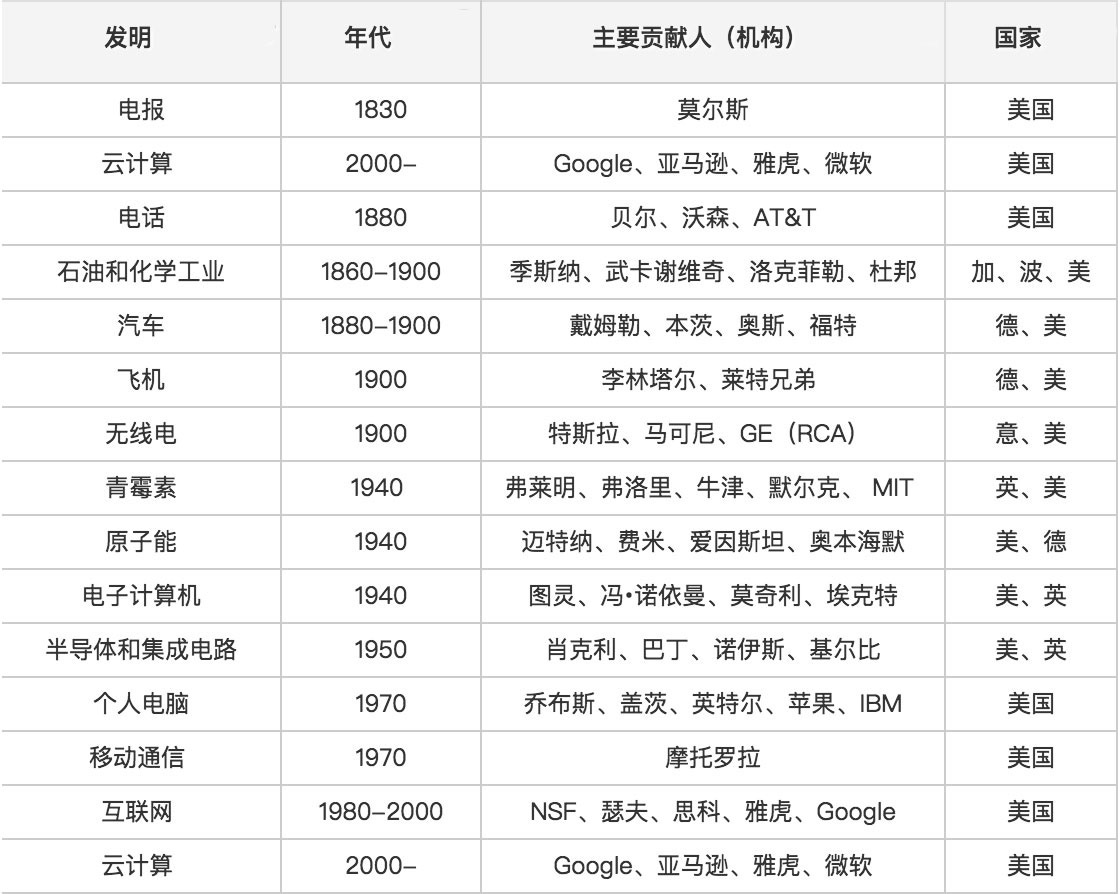 发明 年代 主要贡献人（机构） 国家
电报 1830 莫尔斯 美国
云计算 2000– Google、亚马逊、雅虎、微软 美国
电话 1880 贝尔、沃森、AT&T 美国
石油和化学工业 1860–1900 季斯纳、武卡谢维奇、洛克菲勒、杜邦 加、波、美
汽车 1880–1900 戴姆勒、本茨、奥斯、福特 德、美
飞机 1900 李林塔尔、莱特兄弟 德、美
无线电 1900 特斯拉、马可尼、GE（RCA） 意、美
青霉素 1940 弗莱明、弗洛里、牛津、默尔克、 MIT 英、美
原子能 1940 迈特纳、费米、爱因斯坦、奥本海默 美、德
电子计算机 1940 图灵、冯•诺依曼、莫奇利、埃克特 美、英
半导体和集成电路 1950 肖克利、巴丁、诺伊斯、基尔比 美、英
个人电脑 1970 乔布斯、盖茨、英特尔、苹果、IBM 美国
移动通信 1970 摩托罗拉 美国
互联网 1980–2000 NSF、瑟夫、思科、雅虎、Google 美国
云计算 2000– Google、亚马逊、雅虎、微软 美国